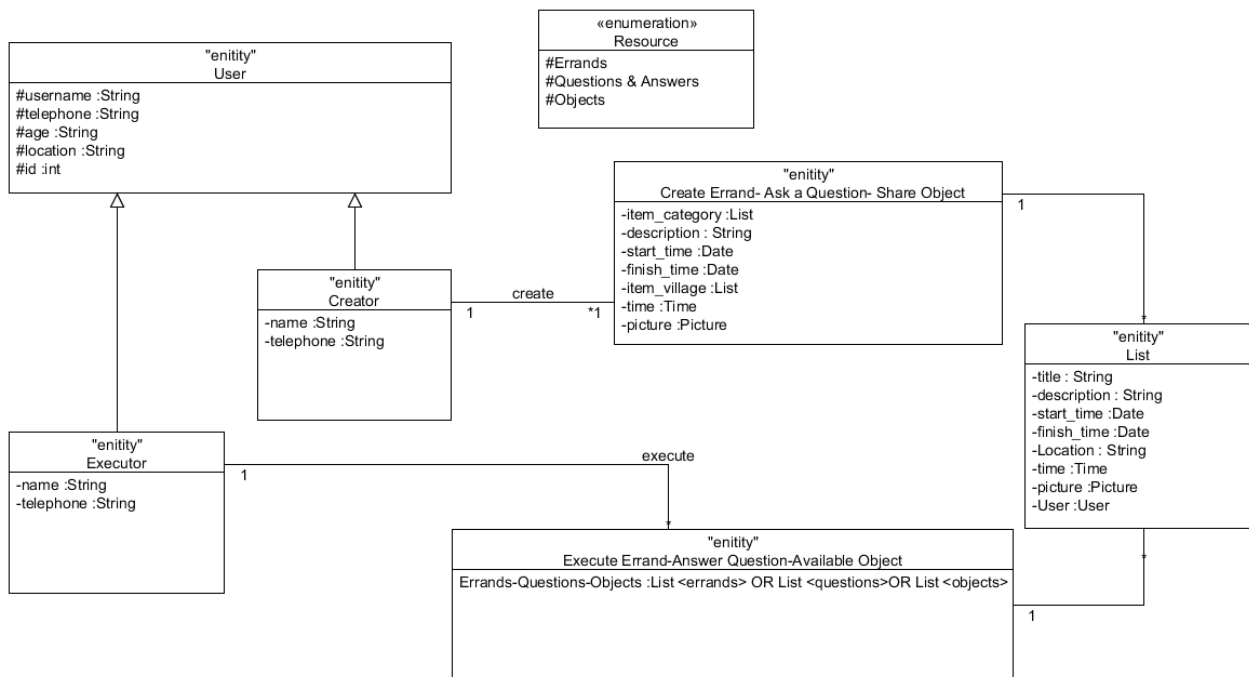 «enumeration»
Resource
#Errands
#Questions & Answers
#Objects
"enitity"
User
#username :String
#telephone :String
#age :String
#location :String
#id :int
"enitity"
Create Errand- Ask a Question- Share Object
-item_category :List
-description : String
-start_time :Date
-finish_time :Date
-item_village :List
-time :Time
-picture :Picture
1
*
"enitity"
Creator
-name :String
-telephone :String
create
1
*1
"enitity"
List
-title : String
-description : String
-start_time :Date
-finish_time :Date
-Location : String
-time :Time
-picture :Picture
-User :User
"enitity"
Executor
-name :String
-telephone :String
execute
1
*
"enitity"
Execute Errand-Answer Question-Available Object
Errands-Questions-Objects :List <errands> OR List <questions>OR List <objects>
*
1